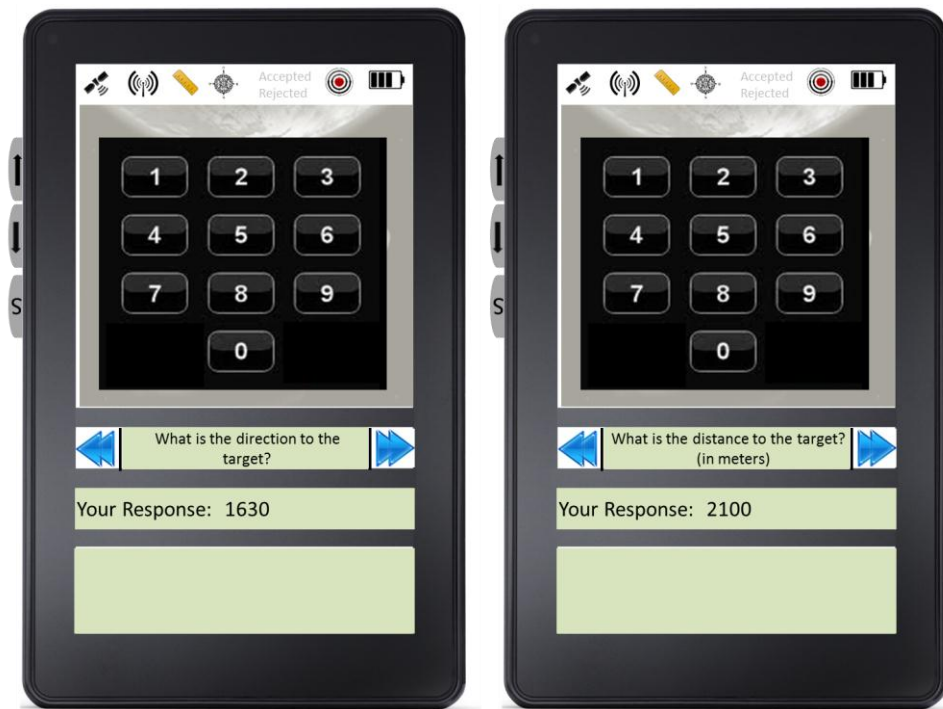 Accepted
Rejected
1 2 3
4 5 6
7 8 9
0
S
What is the direction to the
target?
Your Response: 1630
Accepted
Rejected
1 2 3
4 5 6
7 8 9
0
S
What is the distance to the target?
(in meters)
Your Response: 2100